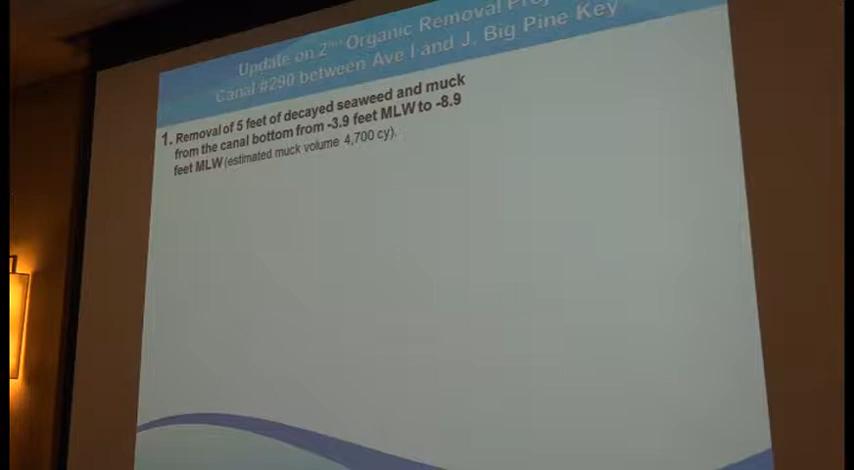 Update on 2nd Organic Removal
Canal #290 between Ave I and J, Big Pine Key
1. Removal of 5 feet of decayed seaweed and muck
from the canal bottom from -3.9 feet MLW to -8.9
feet MLW (estimated muck volume 4,700 cy).